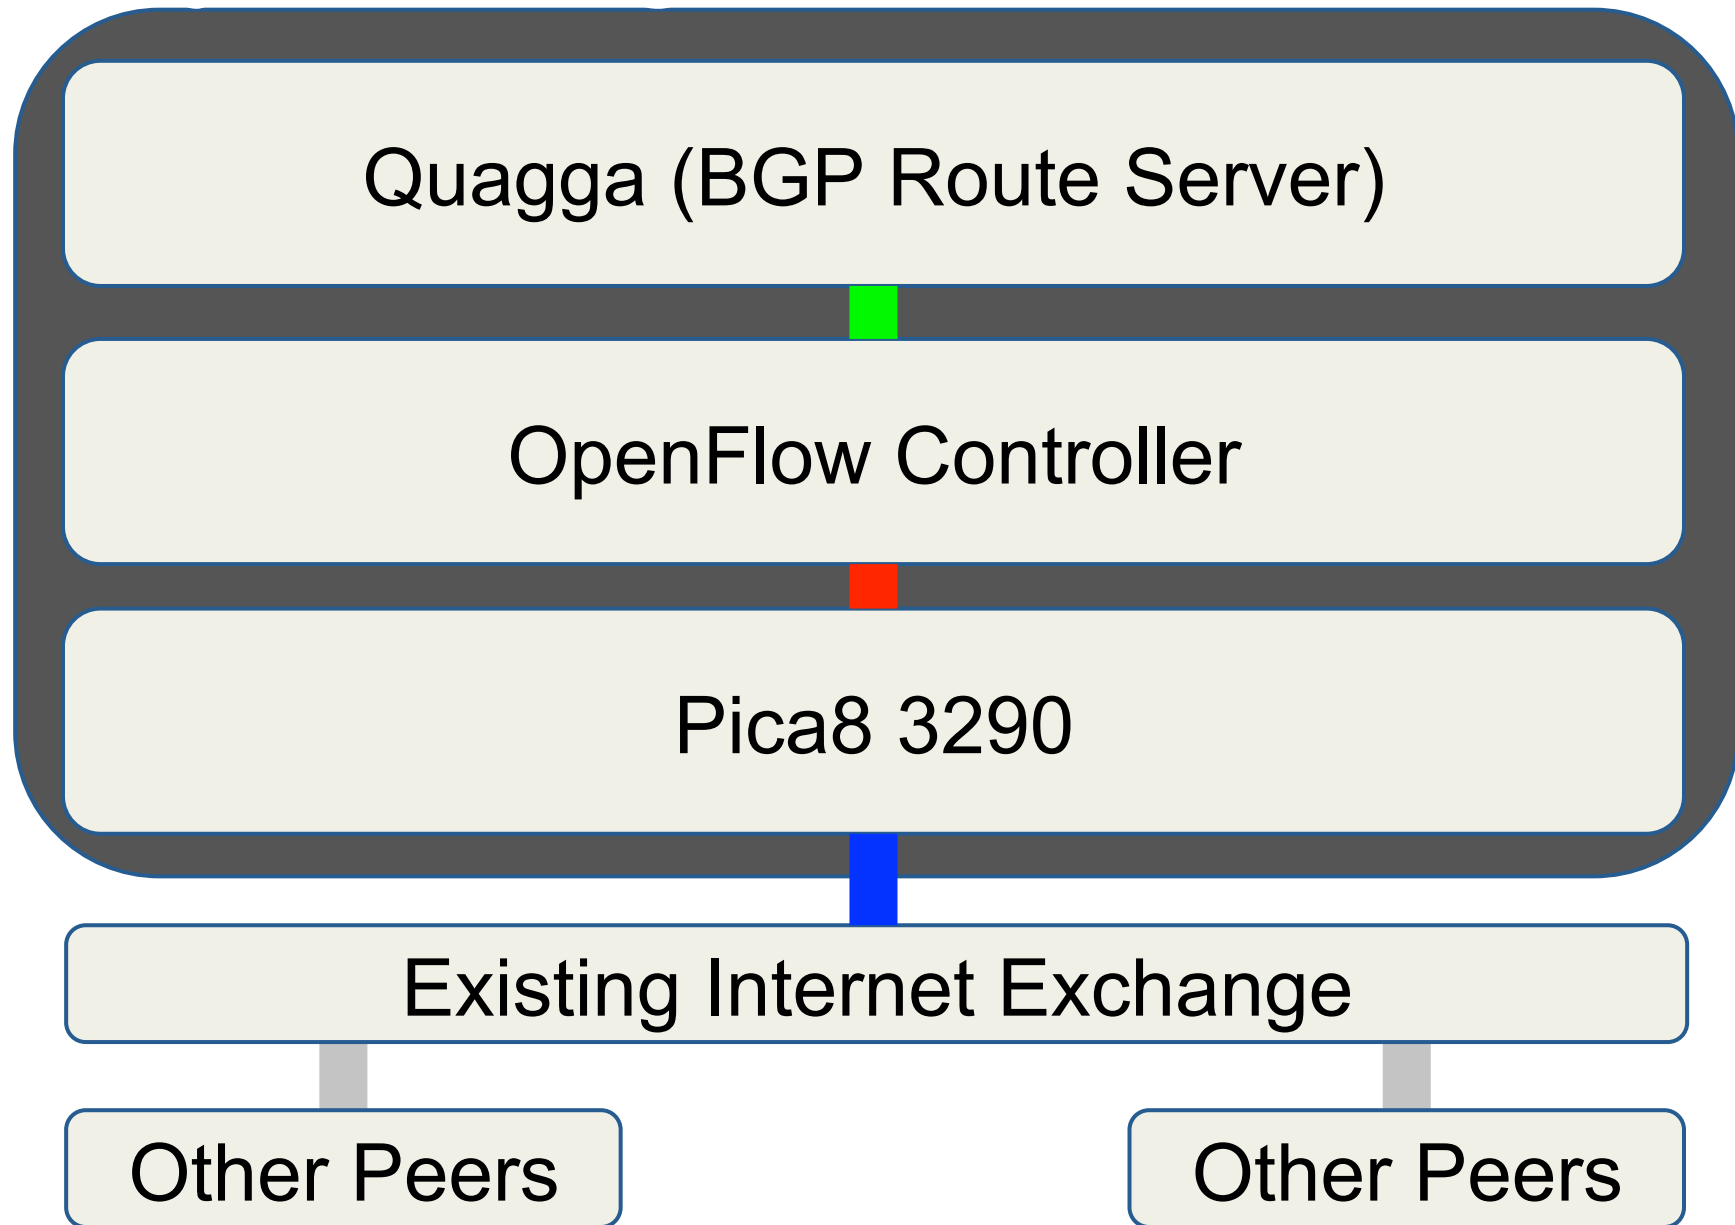 Quagga (BGP Route Server)
OpenFlow Controller
Pica8 3290
Existing Internet Exchange
Other Peers
Other Peers